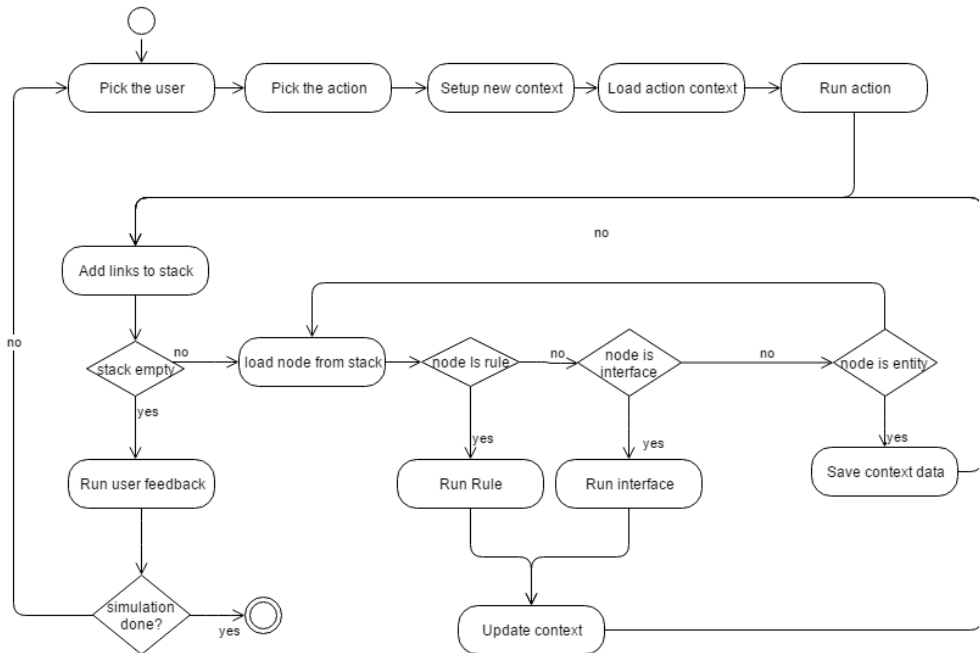 Pick the user
Pick the action
Setup new context
Load action context
Run action
no
Add links to stack
no
stack empty
no
load node from stack
node Is rule
no
node is
interface
no
node is entity
yes
yes
yes
yes
Run user feedback
Run Rule
Run interface
Save context data
simulation
done?
yes
Update context